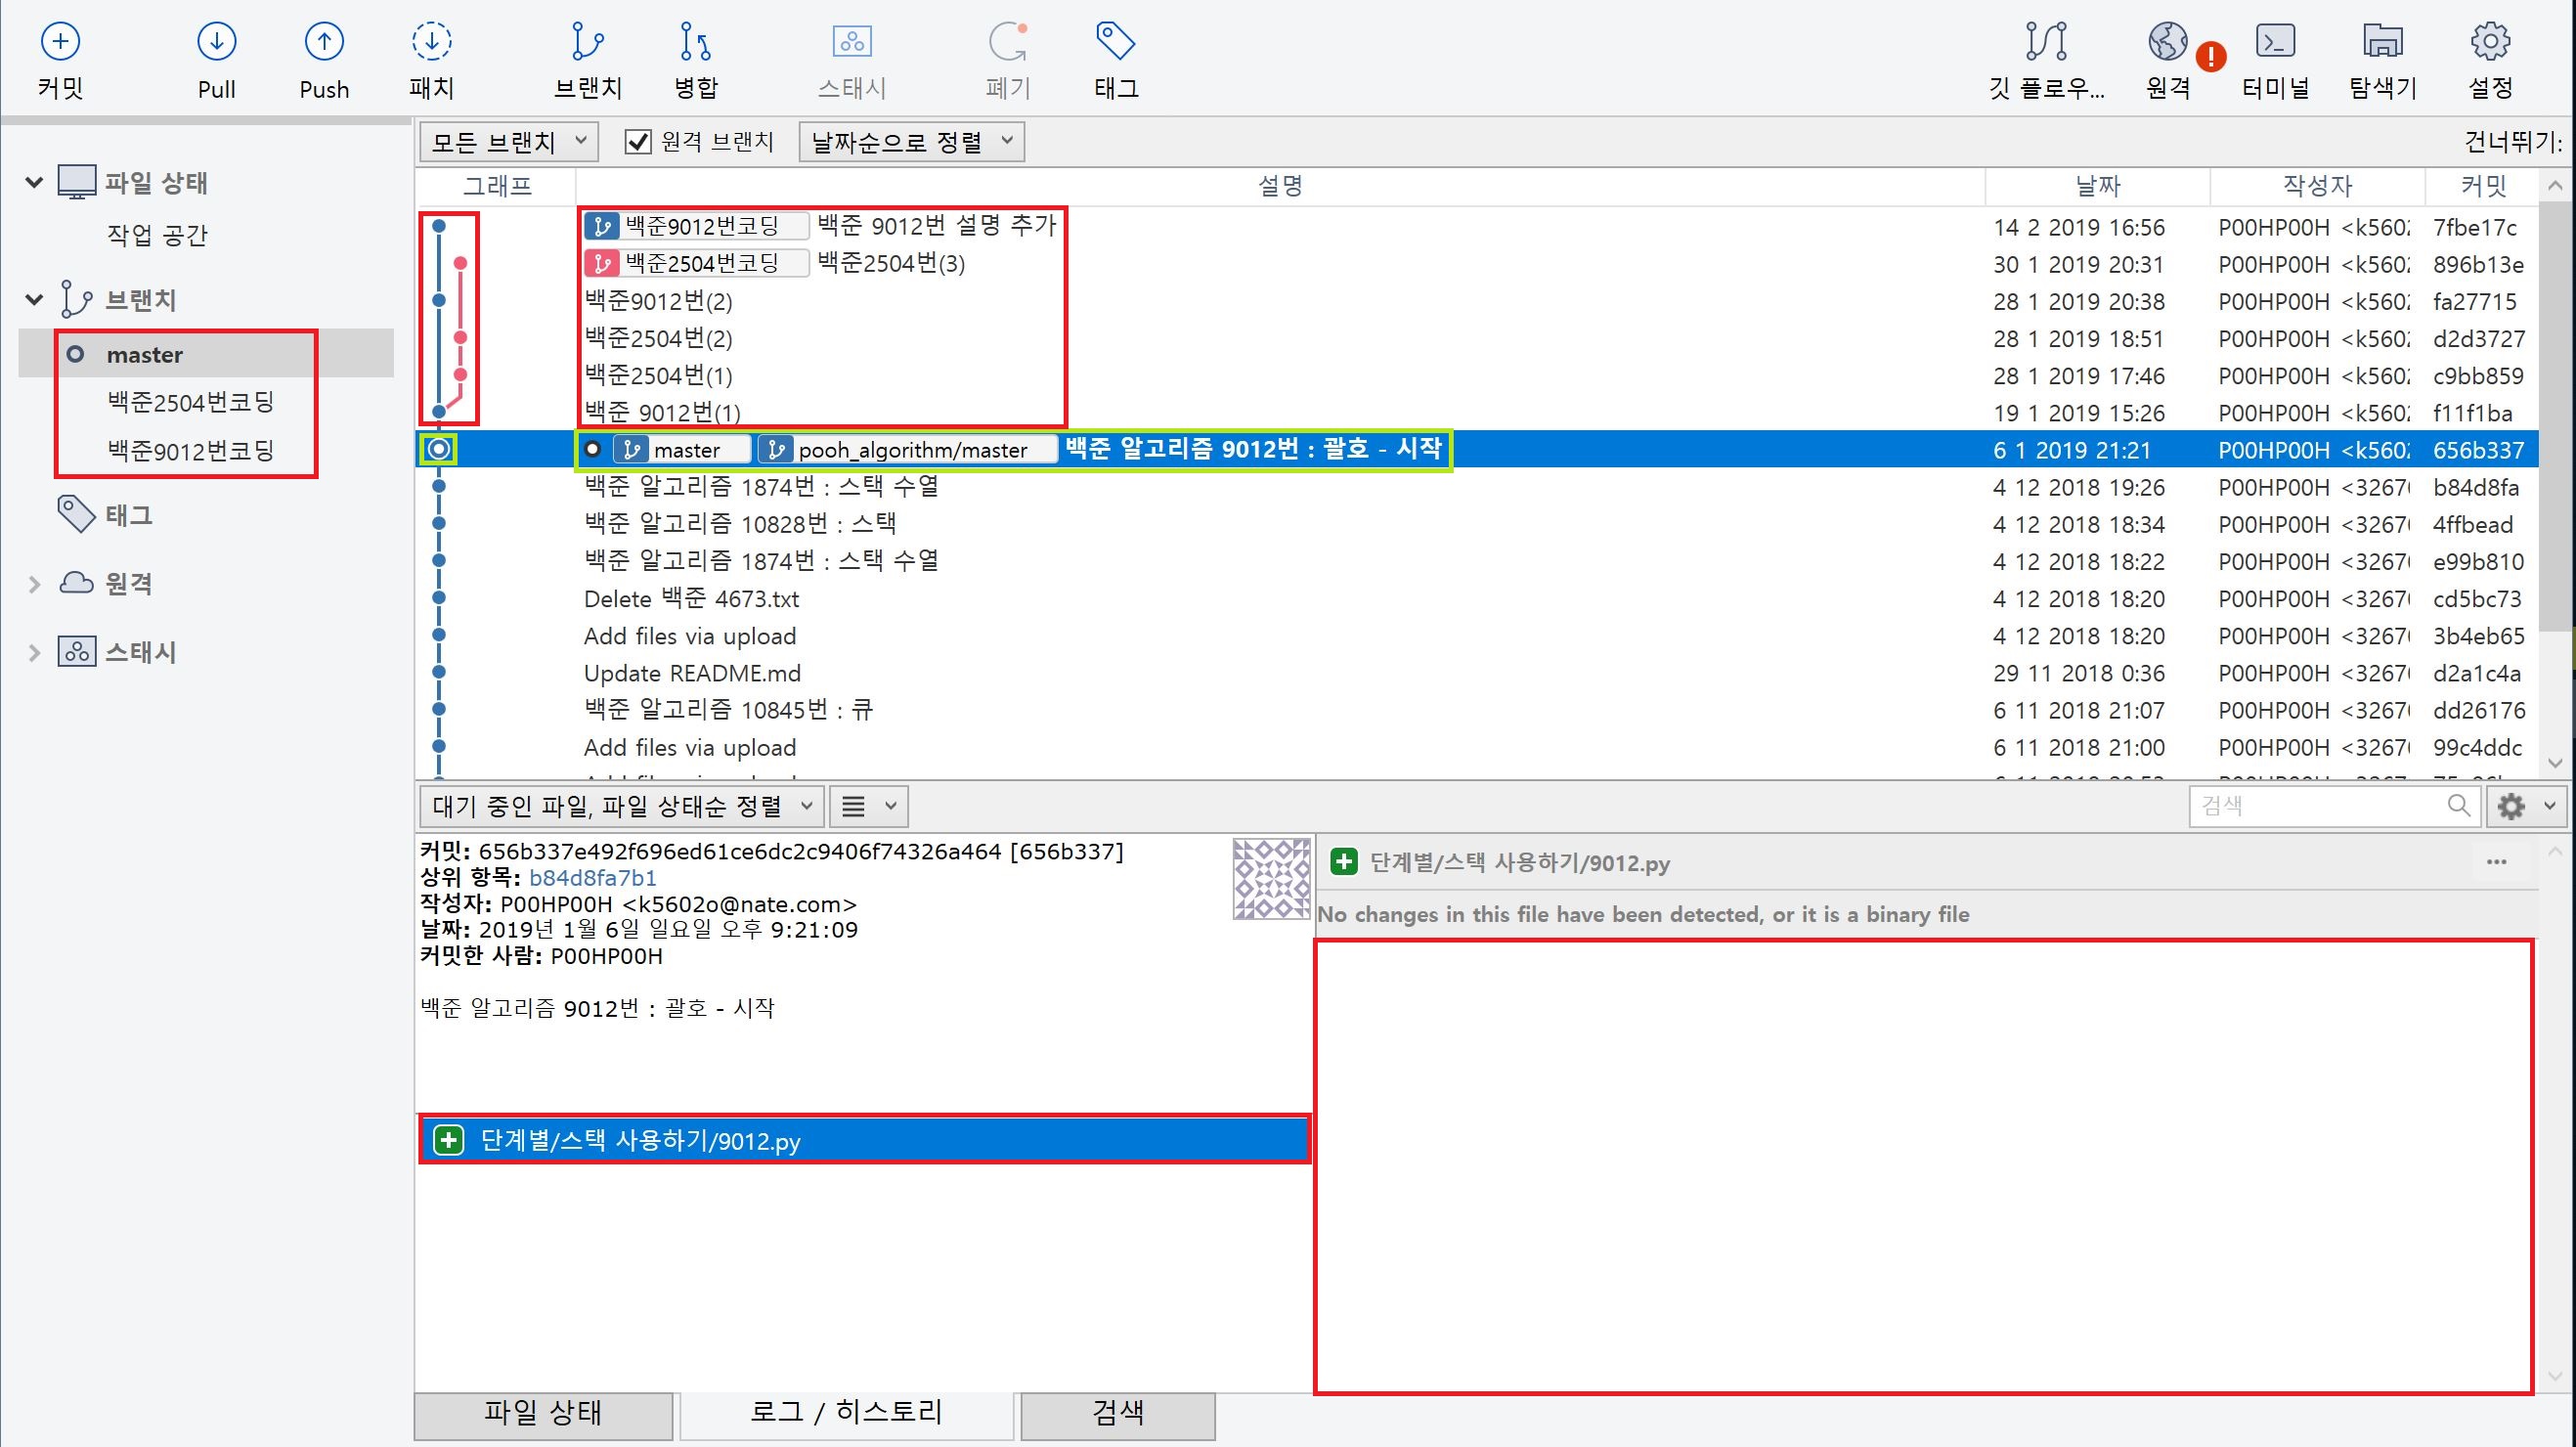 커밋 Pull Push 패치 브랜치 병합 스태시 폐기 태그 깃 플로우... 원격 터미널 탐색기 설정
파일 상태
작업 공간
브랜치
master
백준2504번코딩
백준9012번코딩
태그
원격
스태시
모든 브랜치 원격 브랜치 날짜순으로 정렬 건너뛰기:
그래프 설명 날짜 작성자 커밋
백준9012번코딩 백준 9012번 설명 추가 14 2 2019 16:56 P00HP00H <k5602 7fbe17c
백준2504번코딩 백준2504번(3) 30 1 2019 20:31 P00HP00H <k5602 896b13e
백준9012번(2) 28 1 2019 20:38 P00HP00H <k5602 fa27715
백준2504번(2) 28 1 2019 18:51 P00HP00H <k5602 d2d3727
백준2504번(1) 28 1 2019 17:46 P00HP00H <k5602 c9bb859
백준 9012번(1) 19 1 2019 15:26 P00HP00H <k5602 f11f1ba
master pooh_algorithm/master 백준 알고리즘 9012번 : 괄호 - 시작 6 1 2019 21:21 P00HP00H <k5602 656b337
백준 알고리즘 1874번 : 스택 수열 4 12 2018 19:26 P00HP00H <3267 b84d8fa
백준 알고리즘 10828번 : 스택 4 12 2018 18:34 P00HP00H <3267 4ffbead
백준 알고리즘 1874번 : 스택 수열 4 12 2018 18:22 P00HP00H <3267 e99b810
Delete 백준 4673.txt 4 12 2018 18:20 P00HP00H <3267 cd5bc73
Add files via upload 4 12 2018 18:20 P00HP00H <3267 3b4eb65
Update README.md 29 11 2018 0:36 P00HP00H <3267 d2a1c4a
백준 알고리즘 10845번 : 큐 6 11 2018 21:07 P00HP00H <3267 dd26176
Add files via upload 6 11 2018 21:00 P00HP00H <3267 99c4ddc
대기 중인 파일, 파일 상태순 정렬 검색
커밋: 656b337e492f696ed61ce6dc2c9406f74326a464 [656b337]
상위 항목: b84d8fa7b1
작성자: P00HP00H <k5602o@nate.com>
날짜: 2019년 1월 6일 일요일 오후 9:21:09
커밋한 사람: P00HP00H
백준 알고리즘 9012번 : 괄호 - 시작
단계별/스택 사용하기/9012.py
단계별/스택 사용하기/9012.py ...
No changes in this file have been detected, or it is a binary file
파일 상태 로그 / 히스토리 검색